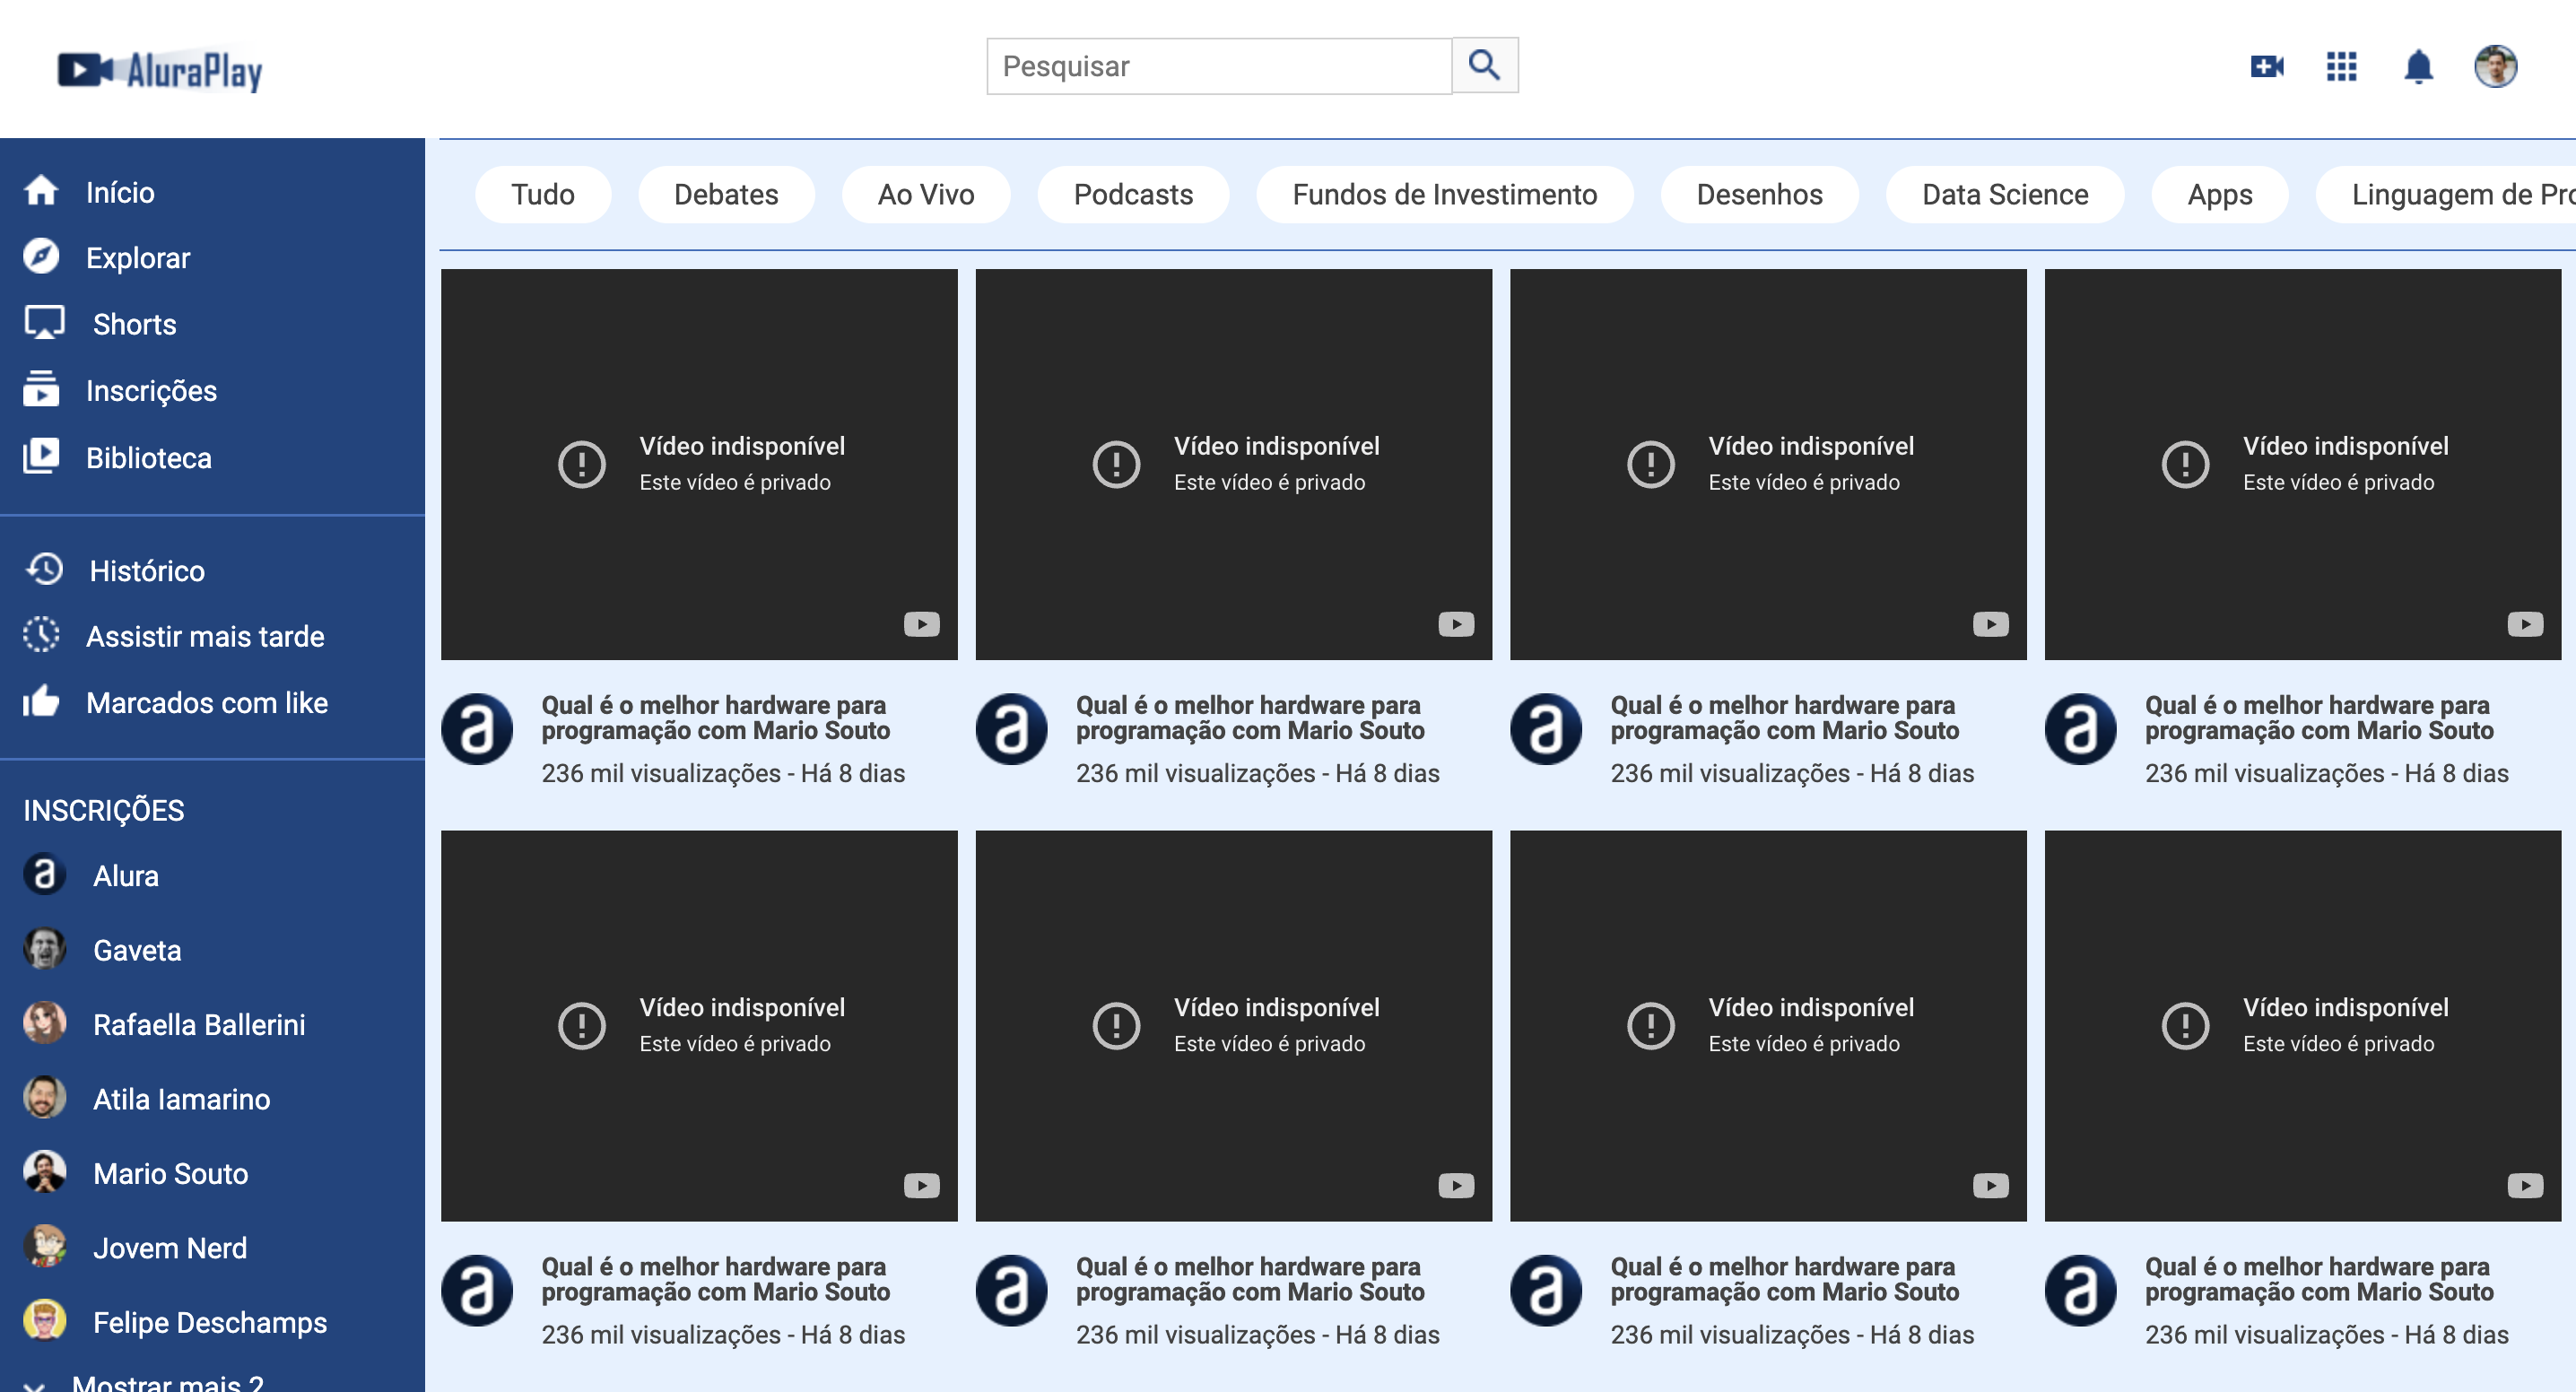 AluraPlay
Pesquisar
Início
Explorar
Shorts
Inscrições
Biblioteca
Histórico
Assistir mais tarde
Marcados com like
INSCRIÇÕES
Alura
Gaveta
Rafaella Ballerini
Atila Iamarino
Mario Souto
Jovem Nerd
Felipe Deschamps
Mostrar mais 2
Tudo
Debates
Ao Vivo
Podcasts
Fundos de Investimento
Desenhos
Data Science
Apps
Linguagem de Pro
Vídeo indisponível
Este vídeo é privado
Qual é o melhor hardware para
programação com Mario Souto
236 mil visualizações - Há 8 dias
Vídeo indisponível
Este vídeo é privado
Qual é o melhor hardware para
programação com Mario Souto
236 mil visualizações - Há 8 dias
Vídeo indisponível
Este vídeo é privado
Qual é o melhor hardware para
programação com Mario Souto
236 mil visualizações - Há 8 dias
Vídeo indisponível
Este vídeo é privado
Qual é o melhor hardware para
programação com Mario Souto
236 mil visualizações - Há 8 dias
Vídeo indisponível
Este vídeo é privado
Qual é o melhor hardware para
programação com Mario Souto
236 mil visualizações - Há 8 dias
Vídeo indisponível
Este vídeo é privado
Qual é o melhor hardware para
programação com Mario Souto
236 mil visualizações - Há 8 dias
Vídeo indisponível
Este vídeo é privado
Qual é o melhor hardware para
programação com Mario Souto
236 mil visualizações - Há 8 dias
Vídeo indisponível
Este vídeo é privado
Qual é o melhor hardware para
programação com Mario Souto
236 mil visualizações - Há 8 dias